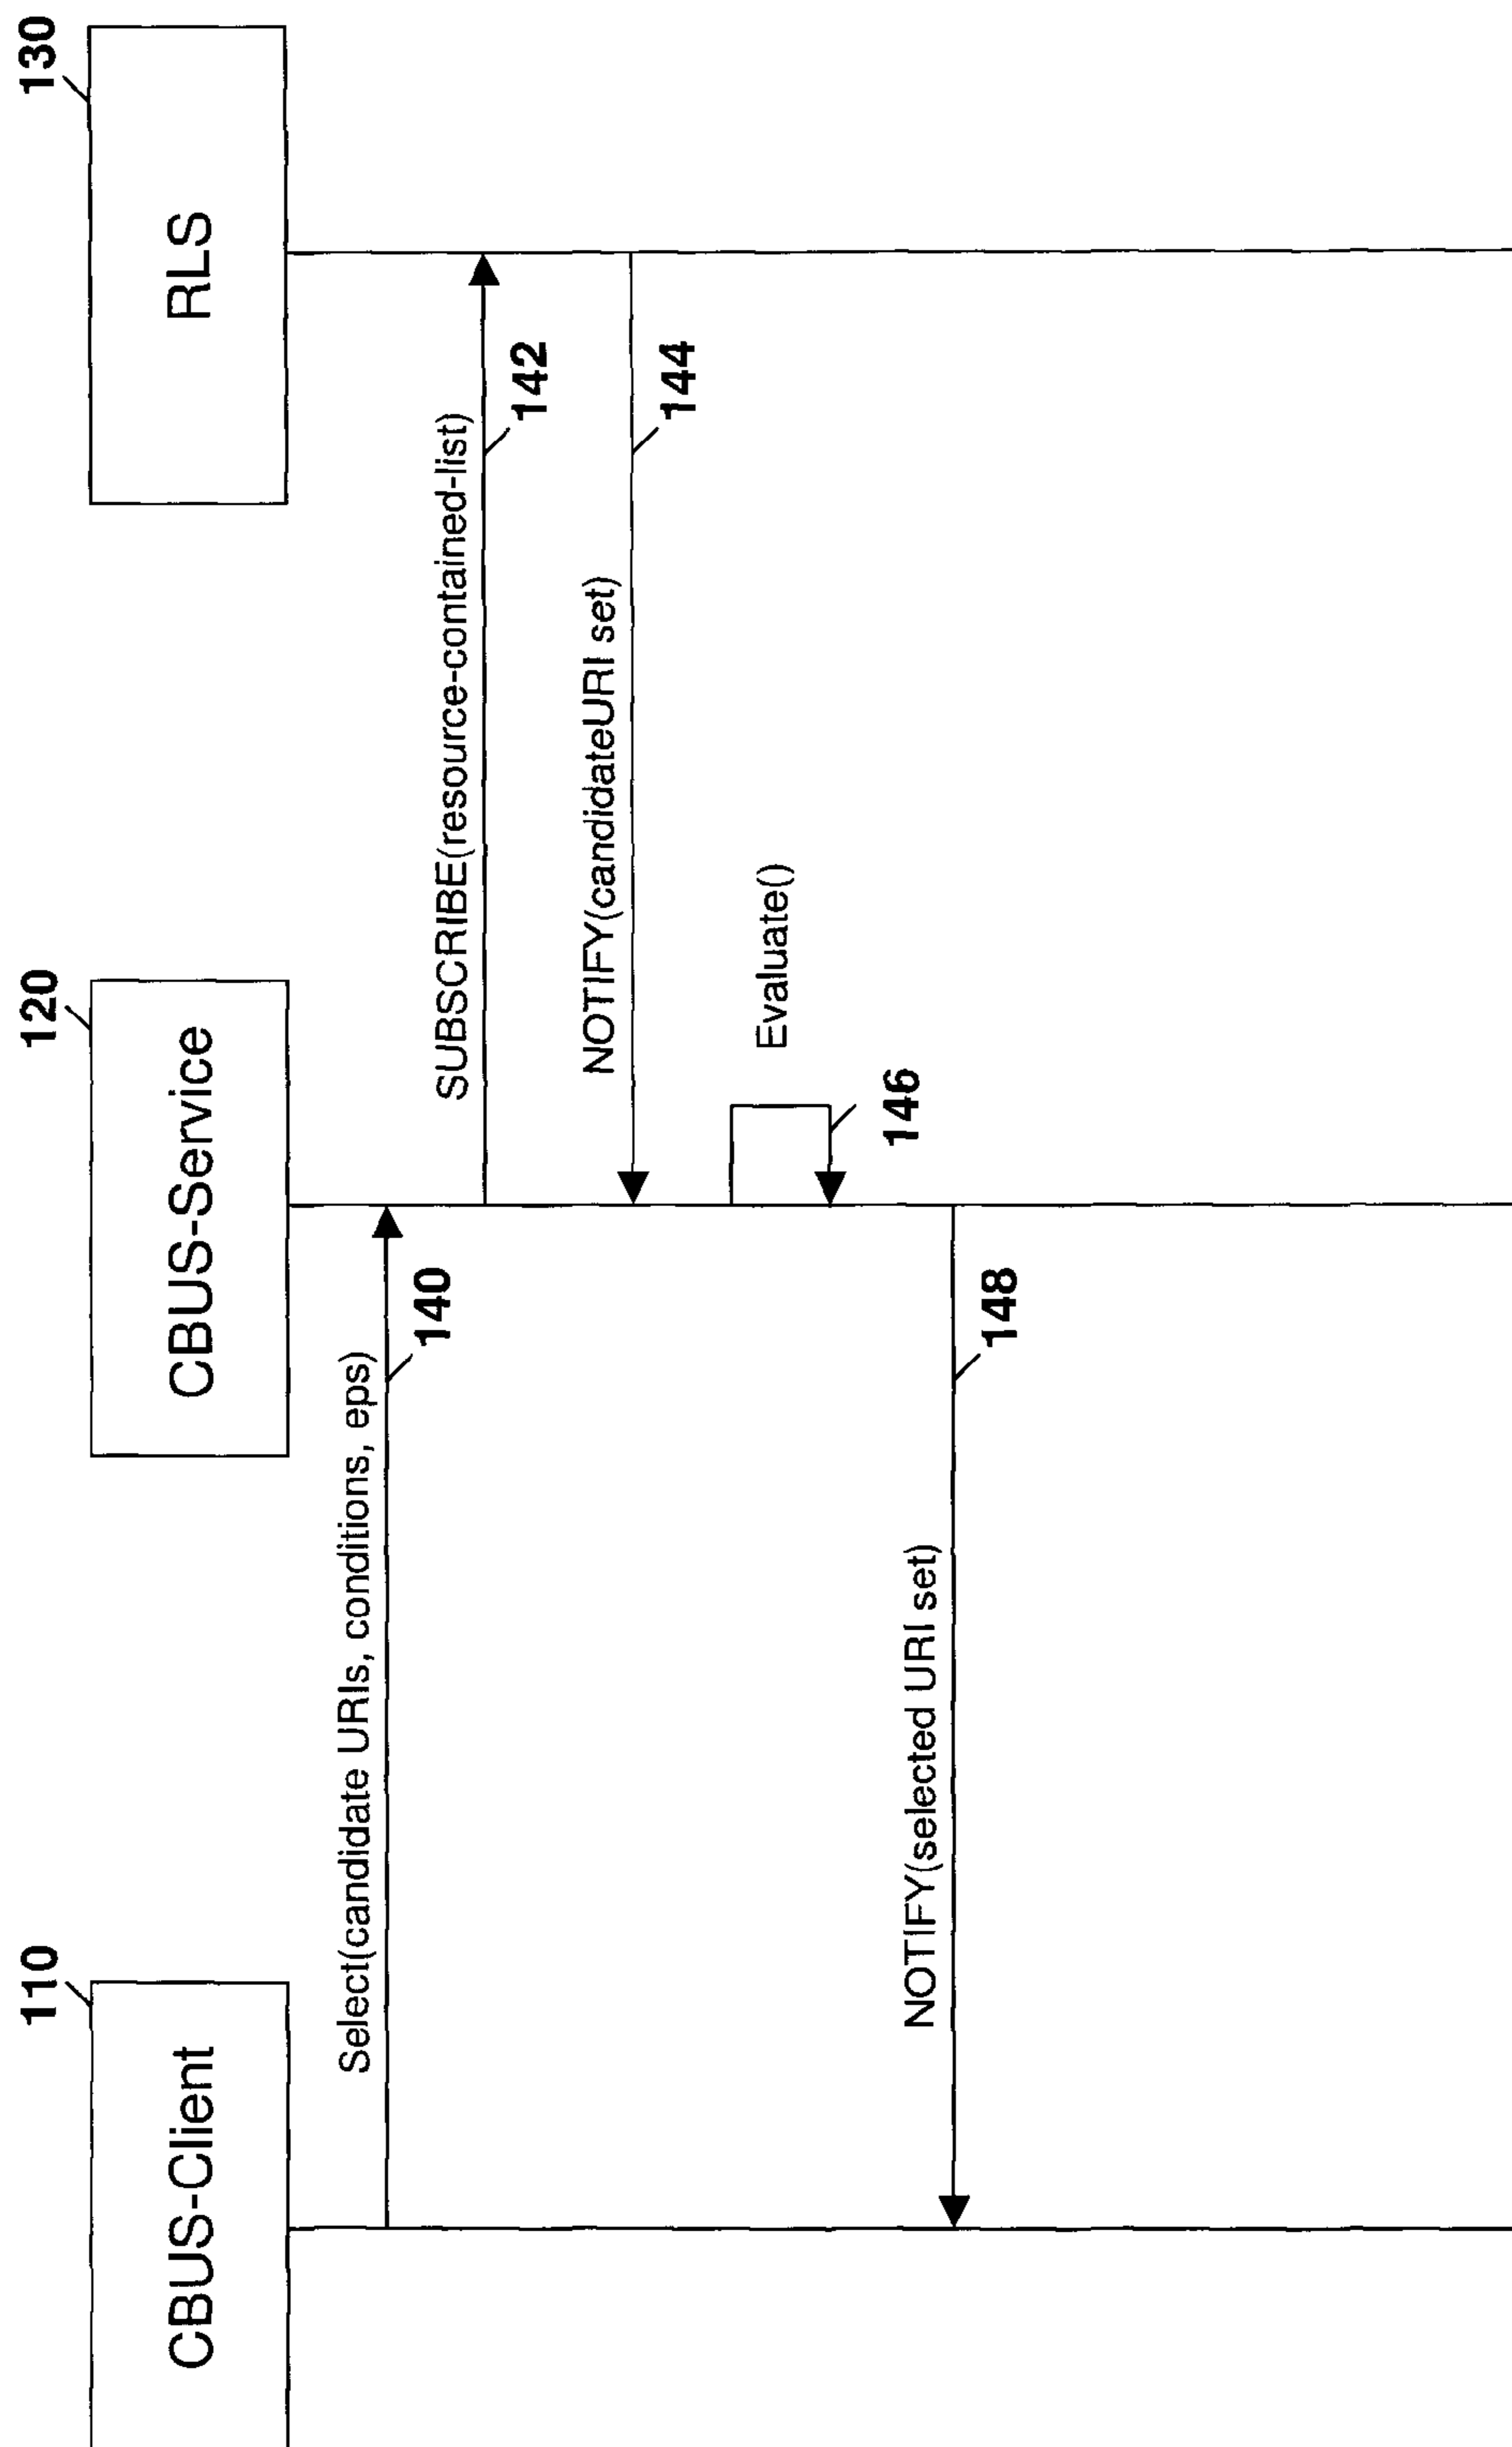 110
CBUS-Client
120
CBUS-Service
130
RLS
Select(candidate URIs, conditions, eps)
140
SUBSCRIBE(resource-contained-list)
142
NOTIFY(candidateURI set)
144
Evaluate()
146
NOTIFY(selected URI set)
148